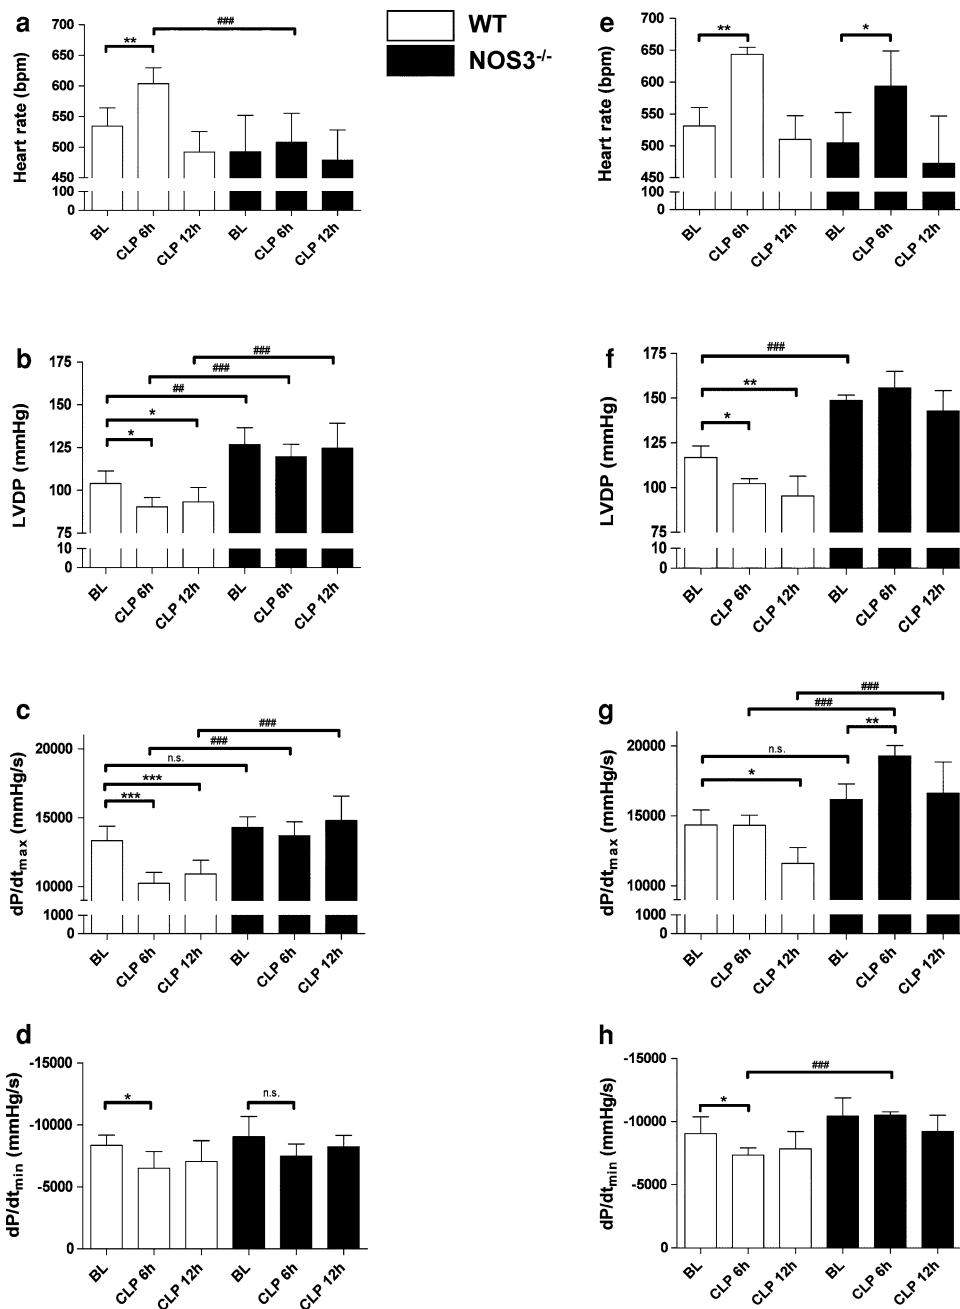 a
700
650
600
550
500
450
100
0
Heart rate (bpm)
**
###
BL
CLP 6h
CLP 12h
BL
CLP 6h
CLP 12h
WT
NOS3-/-
e
700
650
600
550
500
450
100
0
Heart rate (bpm)
**
*
BL
CLP 6h
CLP 12h
BL
CLP 6h
CLP 12h
b
175
150
125
100
75
10
0
LVDP (mmHg)
###
###
##
*
*
BL
CLP 6h
CLP 12h
BL
CLP 6h
CLP 12h
f
175
150
125
100
75
10
0
LVDP (mmHg)
###
**
*
BL
CLP 6h
CLP 12h
BL
CLP 6h
CLP 12h
c
20000
15000
10000
1000
0
dP/dtmax (mmHg/s)
###
###
n.s.
***
***
BL
CLP 6h
CLP 12h
BL
CLP 6h
CLP 12h
g
20000
15000
10000
1000
0
dP/dtmax (mmHg/s)
###
###
**
n.s.
*
BL
CLP 6h
CLP 12h
BL
CLP 6h
CLP 12h
d
-15000
-10000
-5000
0
dP/dtmin (mmHg/s)
*
n.s.
BL
CLP 6h
CLP 12h
BL
CLP 6h
CLP 12h
h
-15000
-10000
-5000
0
dP/dtmin (mmHg/s)
###
*
BL
CLP 6h
CLP 12h
BL
CLP 6h
CLP 12h